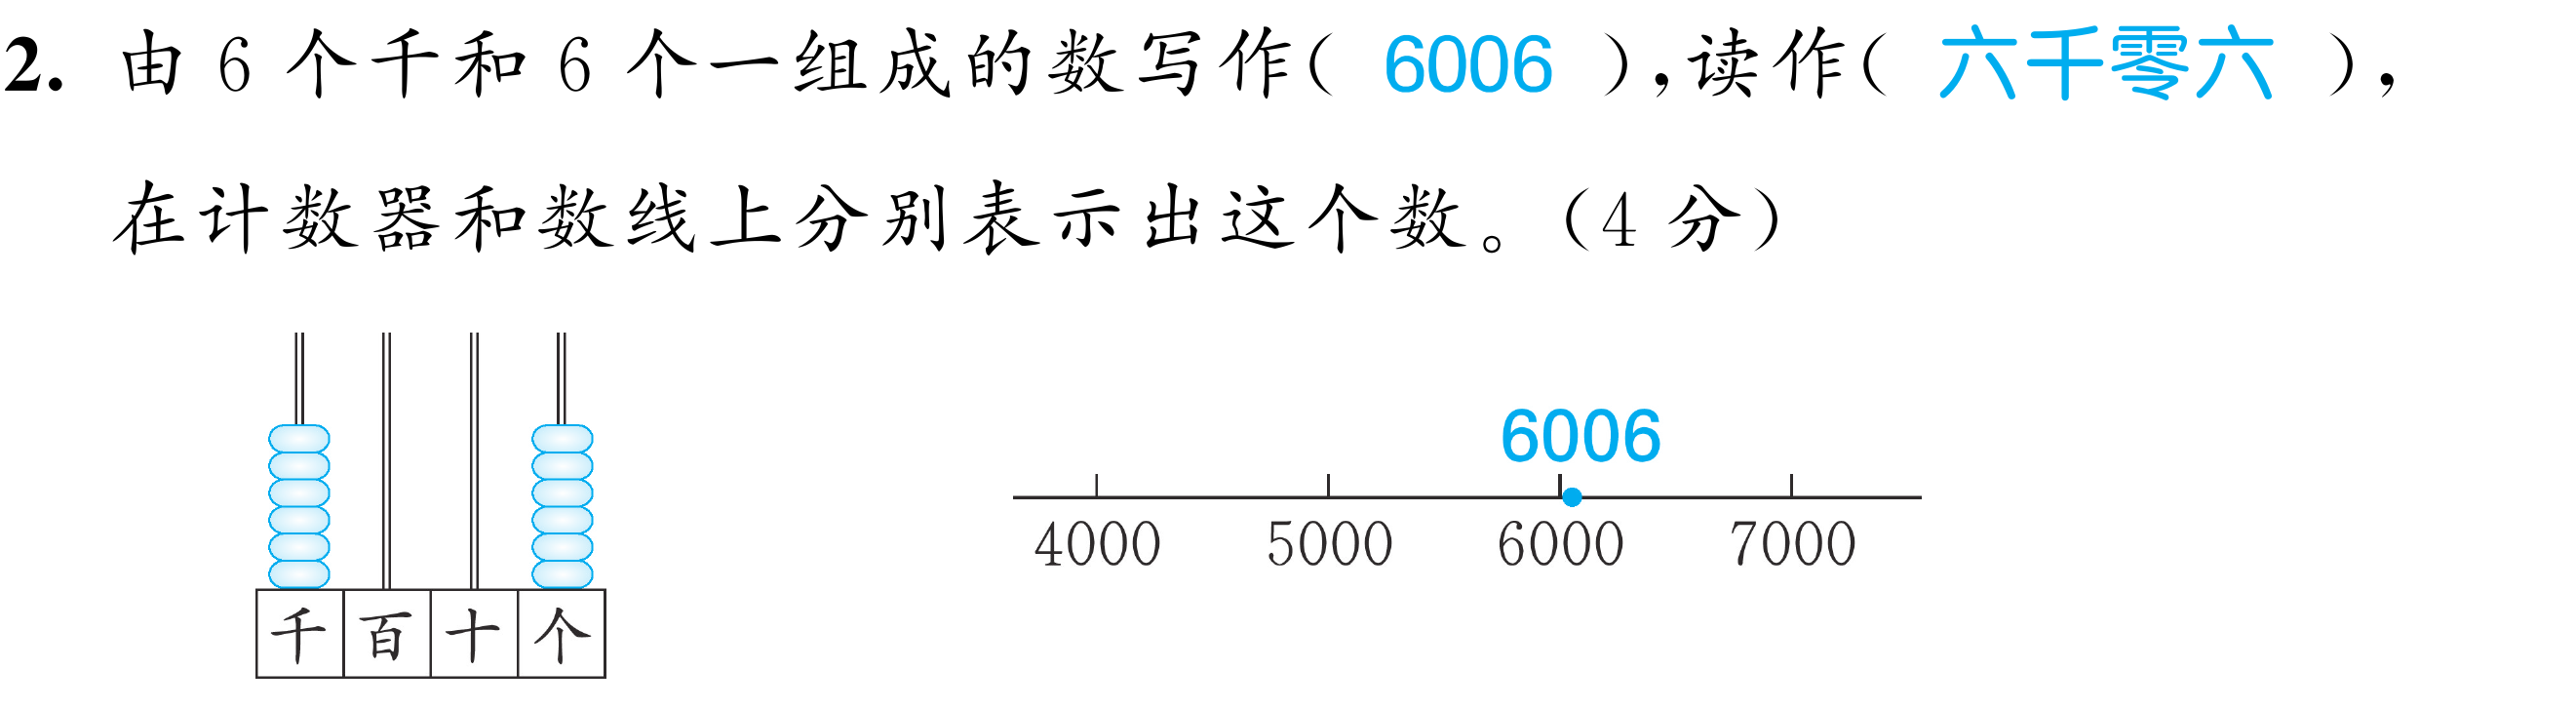 2. 由 6 个千和 6 个一组成的数写作( 6006 ),读作( 六千零六 ),
在计数器和数线上分别表示出这个数。(4 分)
6006
4000 5000 6000 7000
千 百 十 个